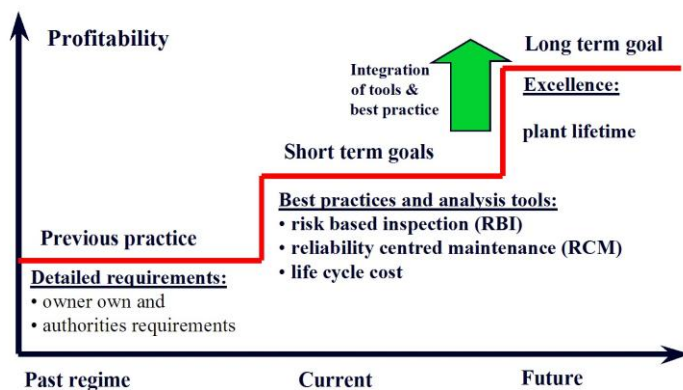 Profitability
Long term goal
Integration
of tools &
best practice
Excellence:
plant lifetime
Short term goals
Best practices and analysis tools:
• risk based inspection (RBI)
• reliability centred maintenance (RCM)
• life cycle cost
Previous practice
Detailed requirements:
• owner own and
• authorities requirements
Past regime
Current
Future